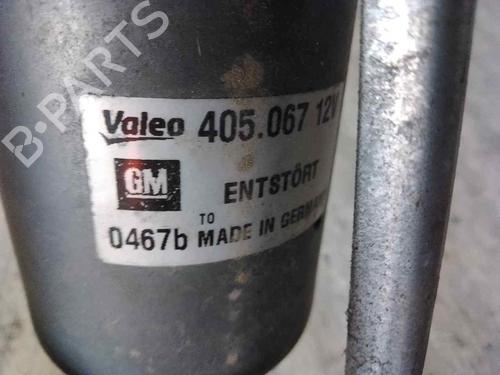 B-PARTS
Valeo 405.067 12V
GM ENTSTÖRT
TO
0467b MADE IN GERMANY